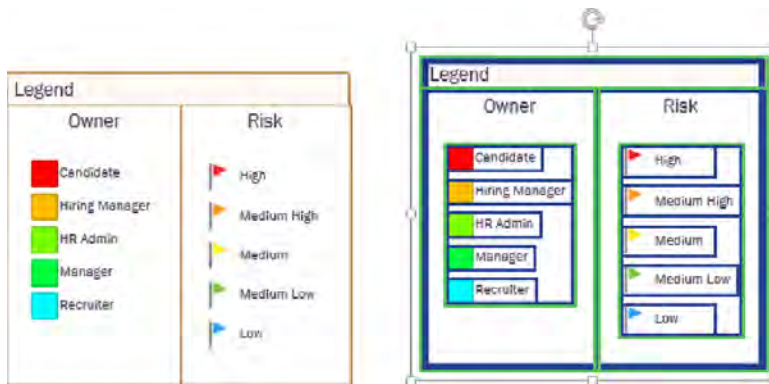 Legend
Owner
Risk
Candidate
Hiring Manager
HR Admin
Manager
Recruiter
High
Medium High
Medium
Medium Low
Low
Legend
Owner
Risk
Candidate
Hiring Manager
HR Admin
Manager
Recruiter
High
Medium High
Medium
Medium Low
Low